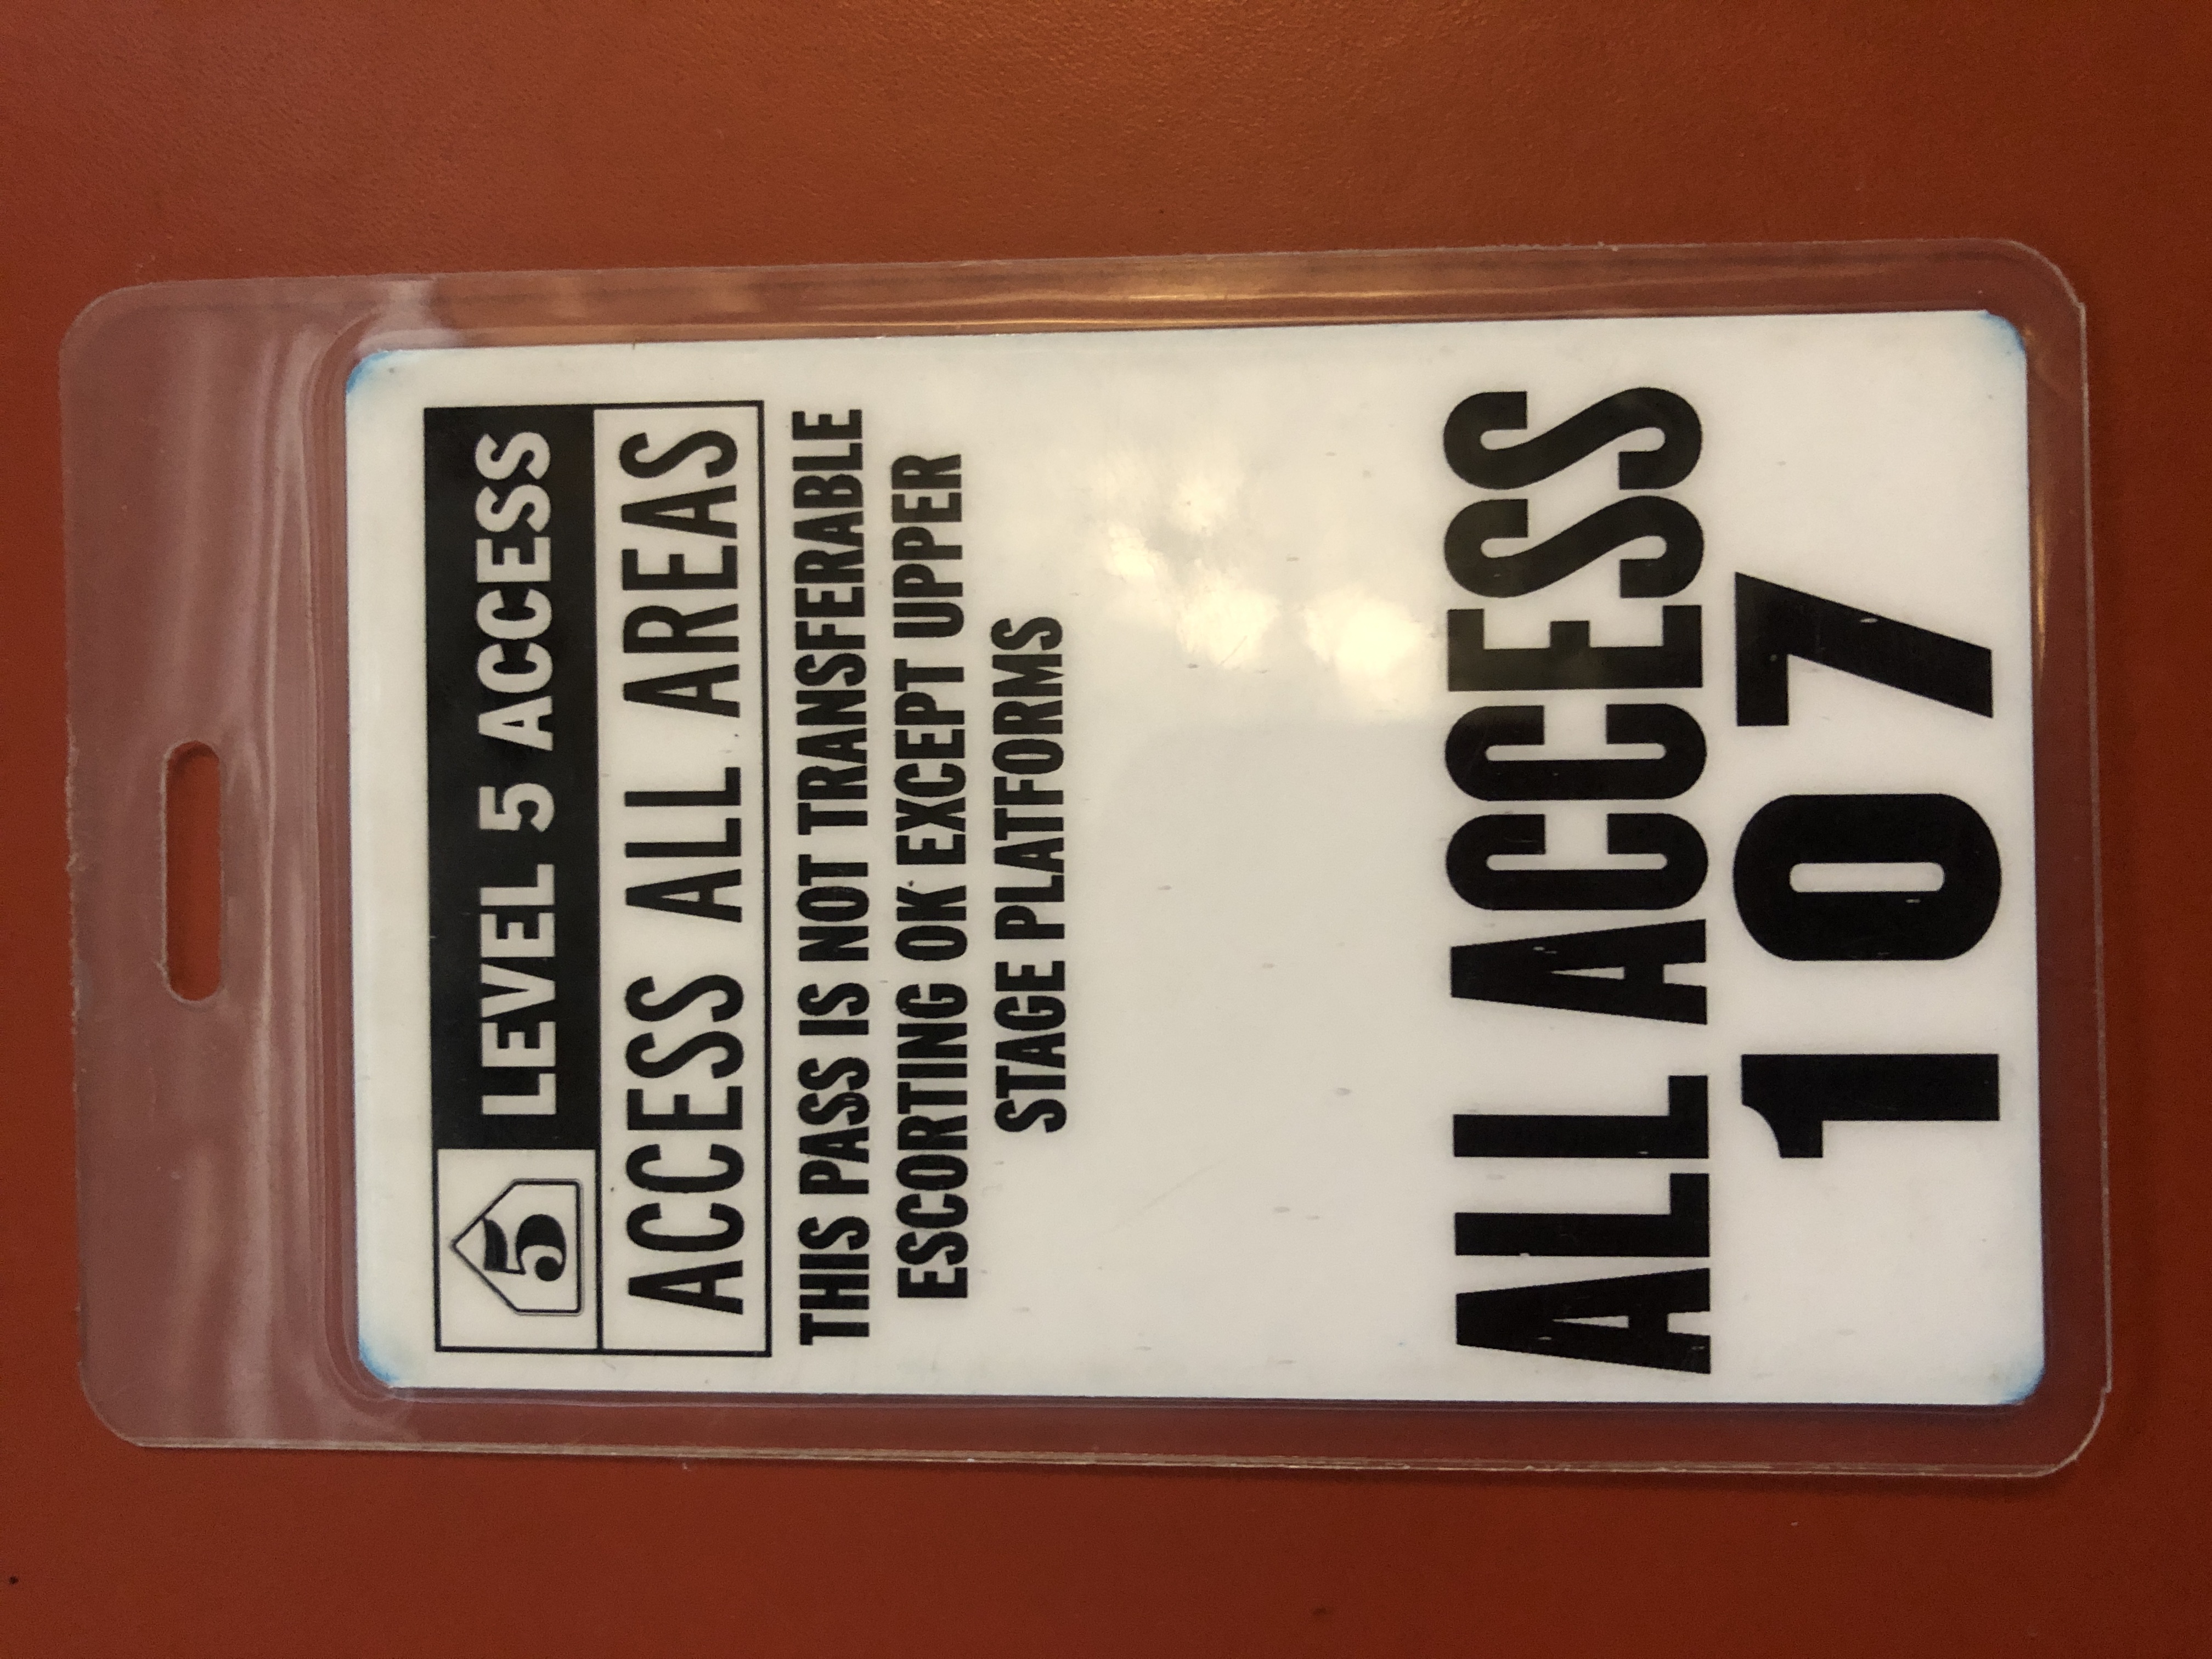 5 LEVEL 5 ACCESS
ACCESS ALL AREAS
THIS PASS IS NOT TRANSFERABLE
ESCORTING OK EXCEPT UPPER
STAGE PLATFORMS
ALL ACCESS
107